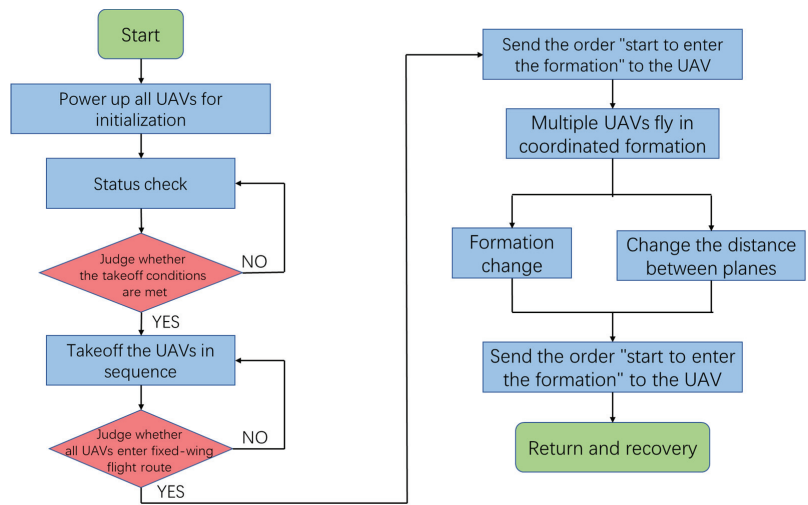 Start
Power up all UAVs for
initialization
Status check
Judge whether
the takeoff conditions
are met
NO
YES
Takeoff the UAVs in
sequence
Judge whether
all UAVs enter fixed-wing
flight route
NO
YES
Send the order "start to enter
the formation" to the UAV
Multiple UAVs fly in
coordinated formation
Formation
change
Change the distance
between planes
Send the order "start to enter
the formation" to the UAV
Return and recovery